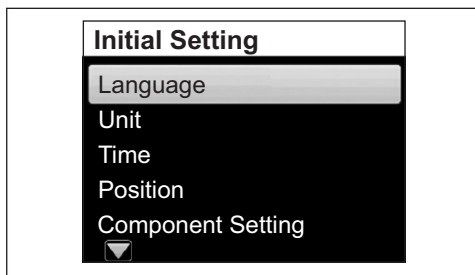 Initial Setting
Language
Unit
Time
Position
Component Setting